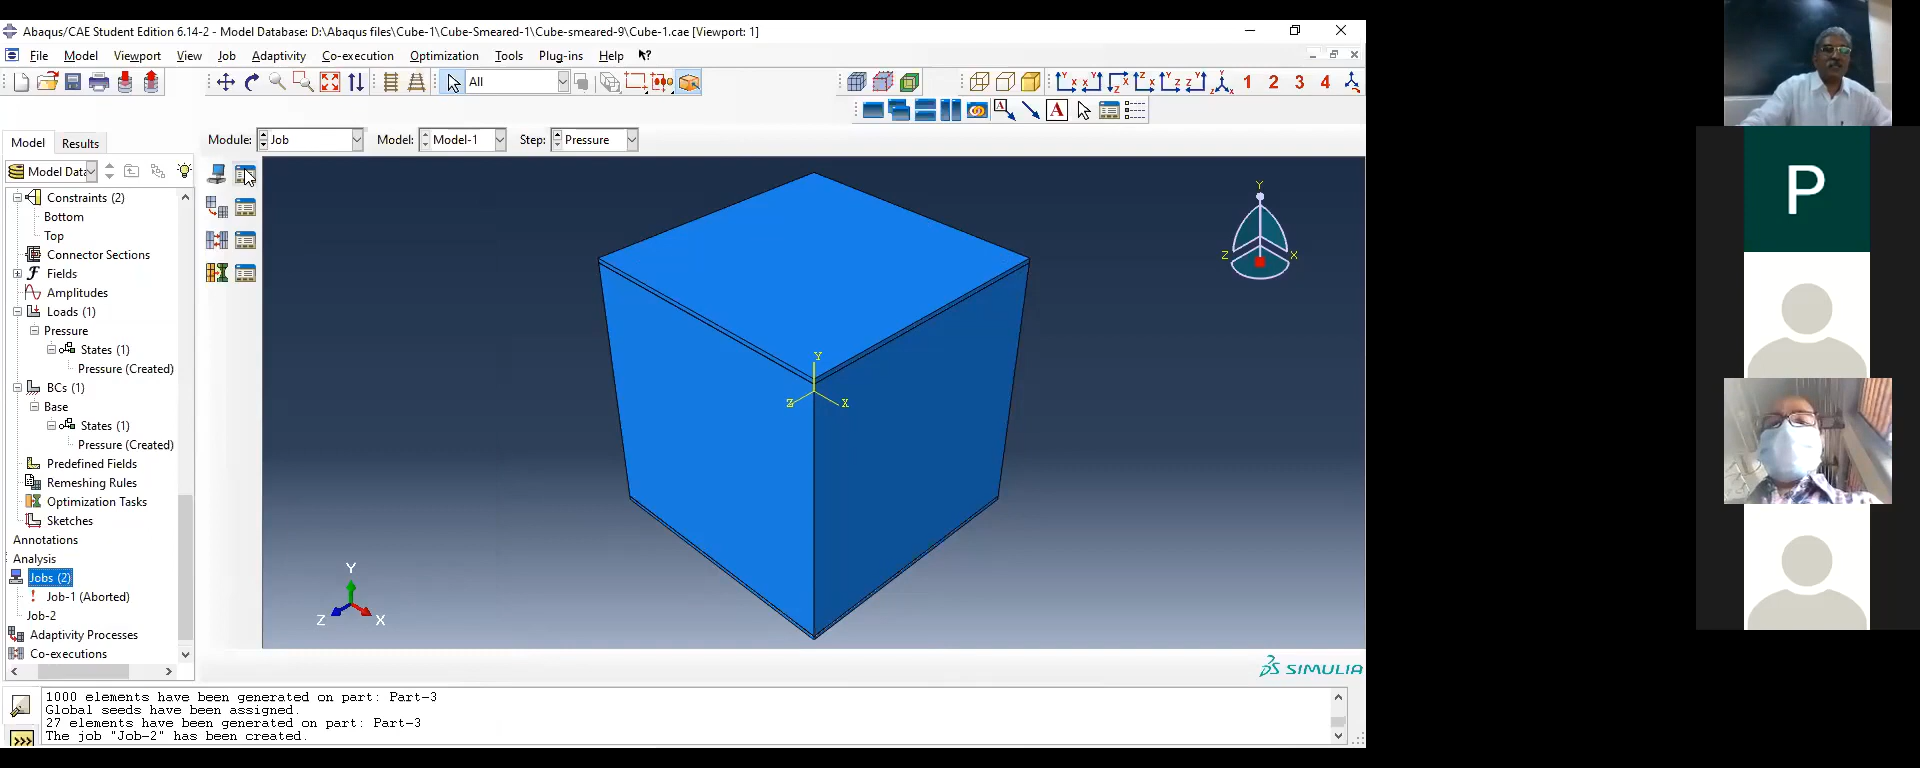 Abaqus/CAE Student Edition 6.14-2 - Model Database: D:\Abaqus files\Cube-1\Cube-Smeared-1\Cube-smeared-9\Cube-1.cae [Viewport: 1]
File Model Viewport View Job Adaptivity Co-execution Optimization Tools Plug-ins Help
All
1 2 3 4
A
Module: Job Model: Model-1 Step: Pressure
Model Results
Model Data
Constraints (2)
Bottom
Top
Connector Sections
Fields
Amplitudes
Loads (1)
Pressure
States (1)
Pressure (Created)
BCs (1)
Base
States (1)
Pressure (Created)
Predefined Fields
Remeshing Rules
Optimization Tasks
Sketches
Annotations
Analysis
Jobs (2)
Job-1 (Aborted)
Job-2
Adaptivity Processes
Co-executions
Y
Z X
Y
Z X
Y
Z X
SIMULIA
1000 elements have been generated on part: Part-3
Global seeds have been assigned.
27 elements have been generated on part: Part-3
The job "Job-2" has been created.
P